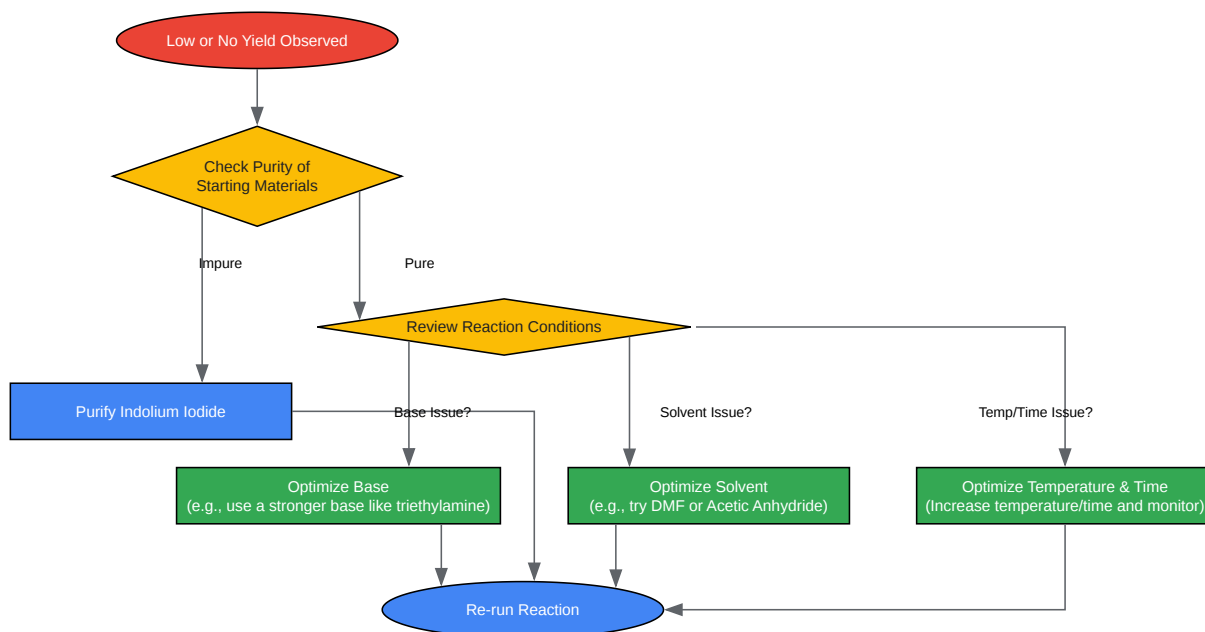 Low or No Yield Observed
Check Purity of
Starting Materials
Impure
Pure
Review Reaction Conditions
Purify Indolium Iodide
Base Issue?
Solvent Issue?
Temp/Time Issue?
Optimize Base
(e.g., use a stronger base like triethylamine)
Optimize Solvent
(e.g., try DMF or Acetic Anhydride)
Optimize Temperature & Time
(Increase temperature/time and monitor)
Re-run Reaction